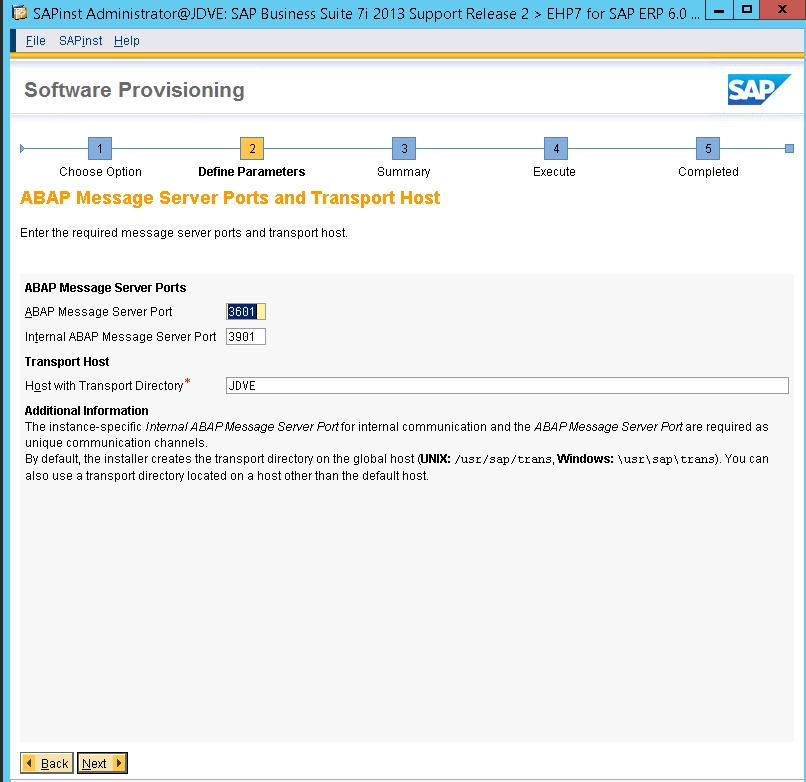 SAPinst Administrator@JDVE: SAP Business Suite 7i 2013 Support Release 2 > EHP7 for SAP ERP 6.0 ...
File SAPinst Help
Software Provisioning
SAP
1 2 3 4 5
Choose Option Define Parameters Summary Execute Completed
ABAP Message Server Ports and Transport Host
Enter the required message server ports and transport host.
ABAP Message Server Ports
ABAP Message Server Port 3601
Internal ABAP Message Server Port 3901
Transport Host
Host with Transport Directory* JDVE
Additional Information
The instance-specific Internal ABAP Message Server Port for internal communication and the ABAP Message Server Port are required as
unique communication channels.
By default, the installer creates the transport directory on the global host (UNIX: /usr/sap/trans, Windows: \usr\sap\trans). You can
also use a transport directory located on a host other than the default host.
Back Next